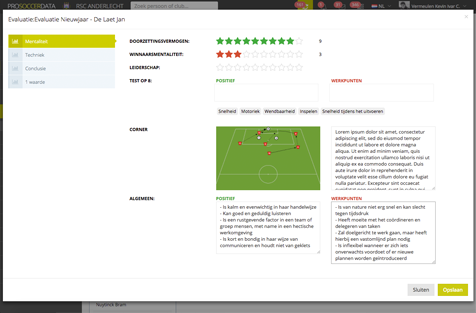 PROSOCCERDATA
RSC ANDERLECHT
Zoek pensioen of club
NL
Vermeulen Kevin Ivar C.
Evaluatie:Evaluatie Nieuwjaar - De Laet Jan
Mentaliteit
Techniek
Conclusie
1 waarde
DOORZETTINGSVERMOGEN:
9
WINNAARSMENTALITEIT:
3
LEIDERSCHAP:
TEST OP 8:
POSITIEF
WERKPUNTEN
Snelheid
Motoriek
Wendbaarheid
Inspelen
Snelheid tijdens het uitvoeren
CORNER
Lorem ipsum dolor sit amet, consectetur
adipiscing elit, sed do eiusmod tempor
incididunt ut labore et dolore magna
aliqua. Ut enim ad minim veniam, quis
nostrud exercitation ullamco laboris nisi ut
aliquip ex ea commodo consequat. Duis
aute irure dolor in reprehenderit in
voluptate velit esse cillum dolore eu fugiat
nulla pariatur. Excepteur sint occaecat
ALGEMEEN:
POSITIEF
- Is kalm en evenwichtig in haar handelwijze
- Kan goed en geduldig luisteren
- Is een rustgevende factor in een team of
groep mensen, met name in een hectische
werkomgeving
- Is kort en bondig in haar wijze van
communiceren en houdt niet van geklets
WERKPUNTEN
- Is van nature niet erg snel en kan slecht
tegen tijdsdruk
- Heeft moeite met het coördineren en
delegeren van taken
- Zal doelgericht te werk gaan, maar heeft
hierbij een vastomlijnd plan nodig
- Is inflexibel wanneer er zich iets
onverwachts voordoet of er nieuwe
plannen worden geïntroduceerd
Sluiten
Opslaan
Nuytinck Bram